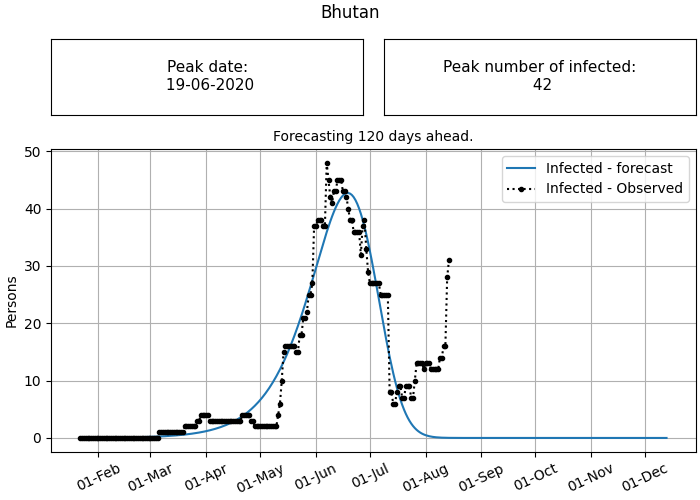 Bhutan
Peak date:
19-06-2020
Peak number of infected:
42
Forecasting 120 days ahead.
Infected - forecast
Infected - Observed
Persons
50
40
30
20
10
0
01-Feb
01-Mar
01-Apr
01-May
01-Jun
01-Jul
01-Aug
01-Sep
01-Oct
01-Nov
01-Dec